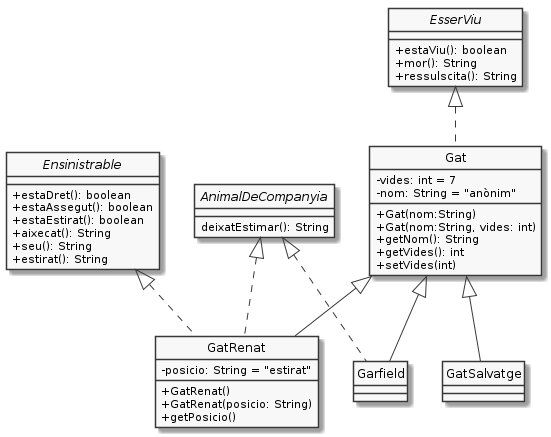 EsserViu
+estaViu(): boolean
+mor(): String
+ressulscita(): String
Gat
-vides: int = 7
-nom: String = "anònim"
+Gat(nom:String)
+Gat(nom:String, vides: int)
+getNom(): String
+getVides(): int
+setVides(int)
Ensinistrable
+estaDret(): boolean
+estaAssegut(): boolean
+estaEstirat(): boolean
+aixecat(): String
+seu(): String
+estirat(): String
AnimalDeCompanyia
deixatEstimar(): String
GatRenat
-posicio: String = "estirat"
+GatRenat()
+GatRenat(posicio: String)
+getPosicio()
Garfield
GatSalvatge